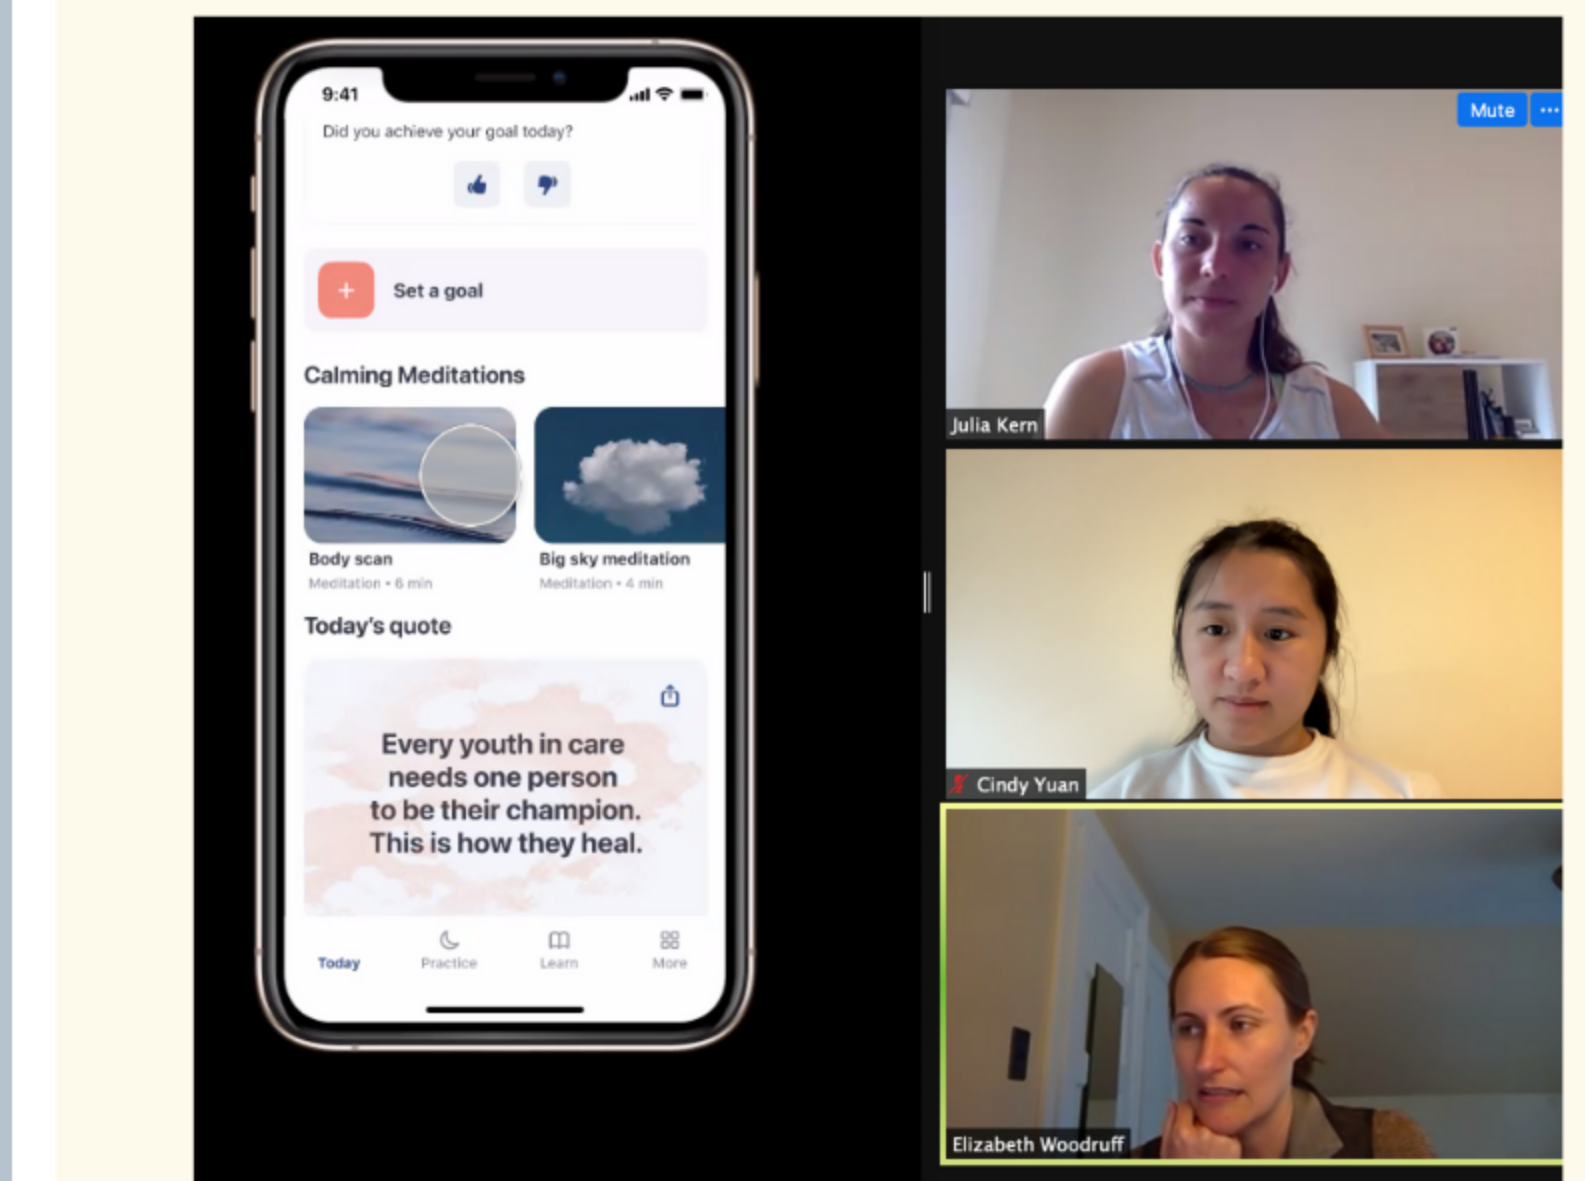 9:41
Did you achieve your goal today?
Set a goal
Calming Meditations
Body scan
Meditation • 6 min
Big sky meditation
Meditation • 4 min
Today's quote
Every youth in care
needs one person
to be their champion.
This is how they heal.
Today
Practice
Learn
More
Mute
Julia Kern
Cindy Yuan
Elizabeth Woodruff